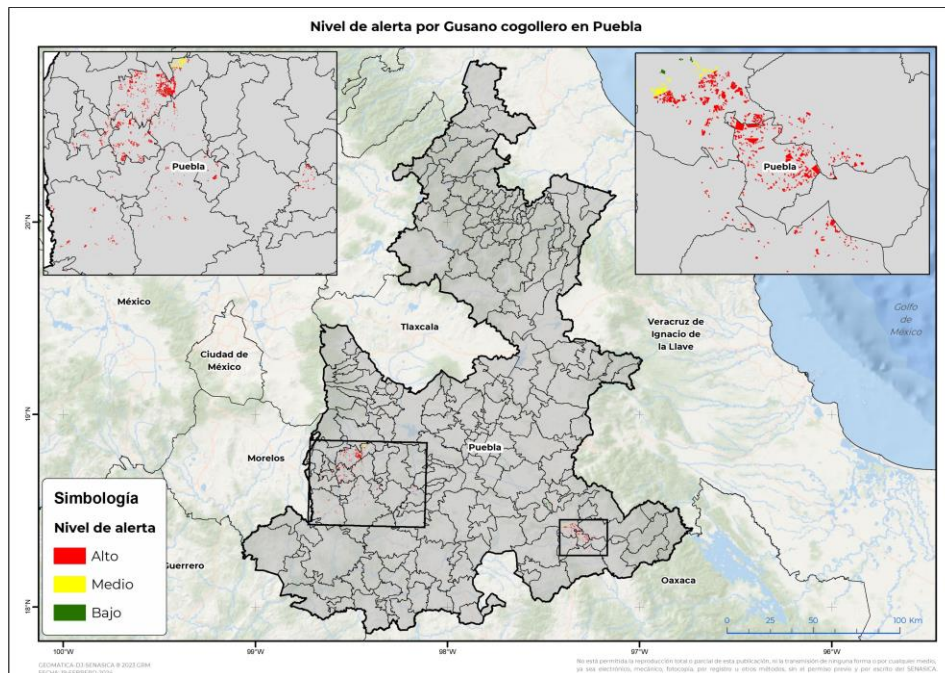 Nivel de alerta por Gusano cogollero en Puebla
Puebla
Puebla
20°N
México
Tlaxcala
Veracruz de
Ignacio de
la Llave
Golfo
de
México
Ciudad de
México
19°N
Puebla
Morelos
Simbología
Nivel de alerta
Alto
Medio
Bajo
Guerrero
Oaxaca
18°N
0 25 50 100 Km
100°W 99°W 98°W 97°W 96°W
GEOMATICA-DJ-SENASICA ® 2023 GRM
No está permitida la reproducción total o parcial de esta publicación, ni la transmisión de ninguna forma o por cualquier medio,
ya sea electrónico, mecánico, fotocopia, por registro u otros métodos, sin el permiso previo y por escrito del SENASICA.